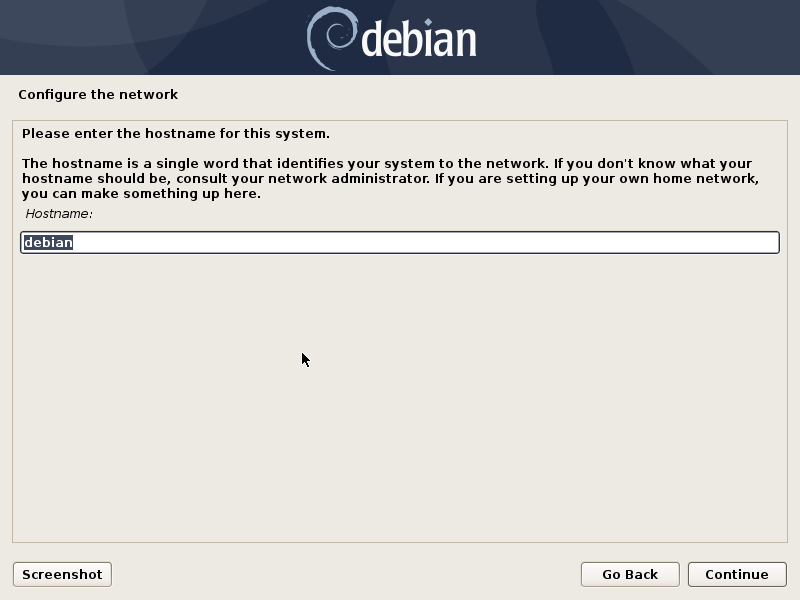 debian
Configure the network
Please enter the hostname for this system.
The hostname is a single word that identifies your system to the network. If you don't know what your
hostname should be, consult your network administrator. If you are setting up your own home network,
you can make something up here.
Hostname:
debian
Screenshot
Go Back
Continue